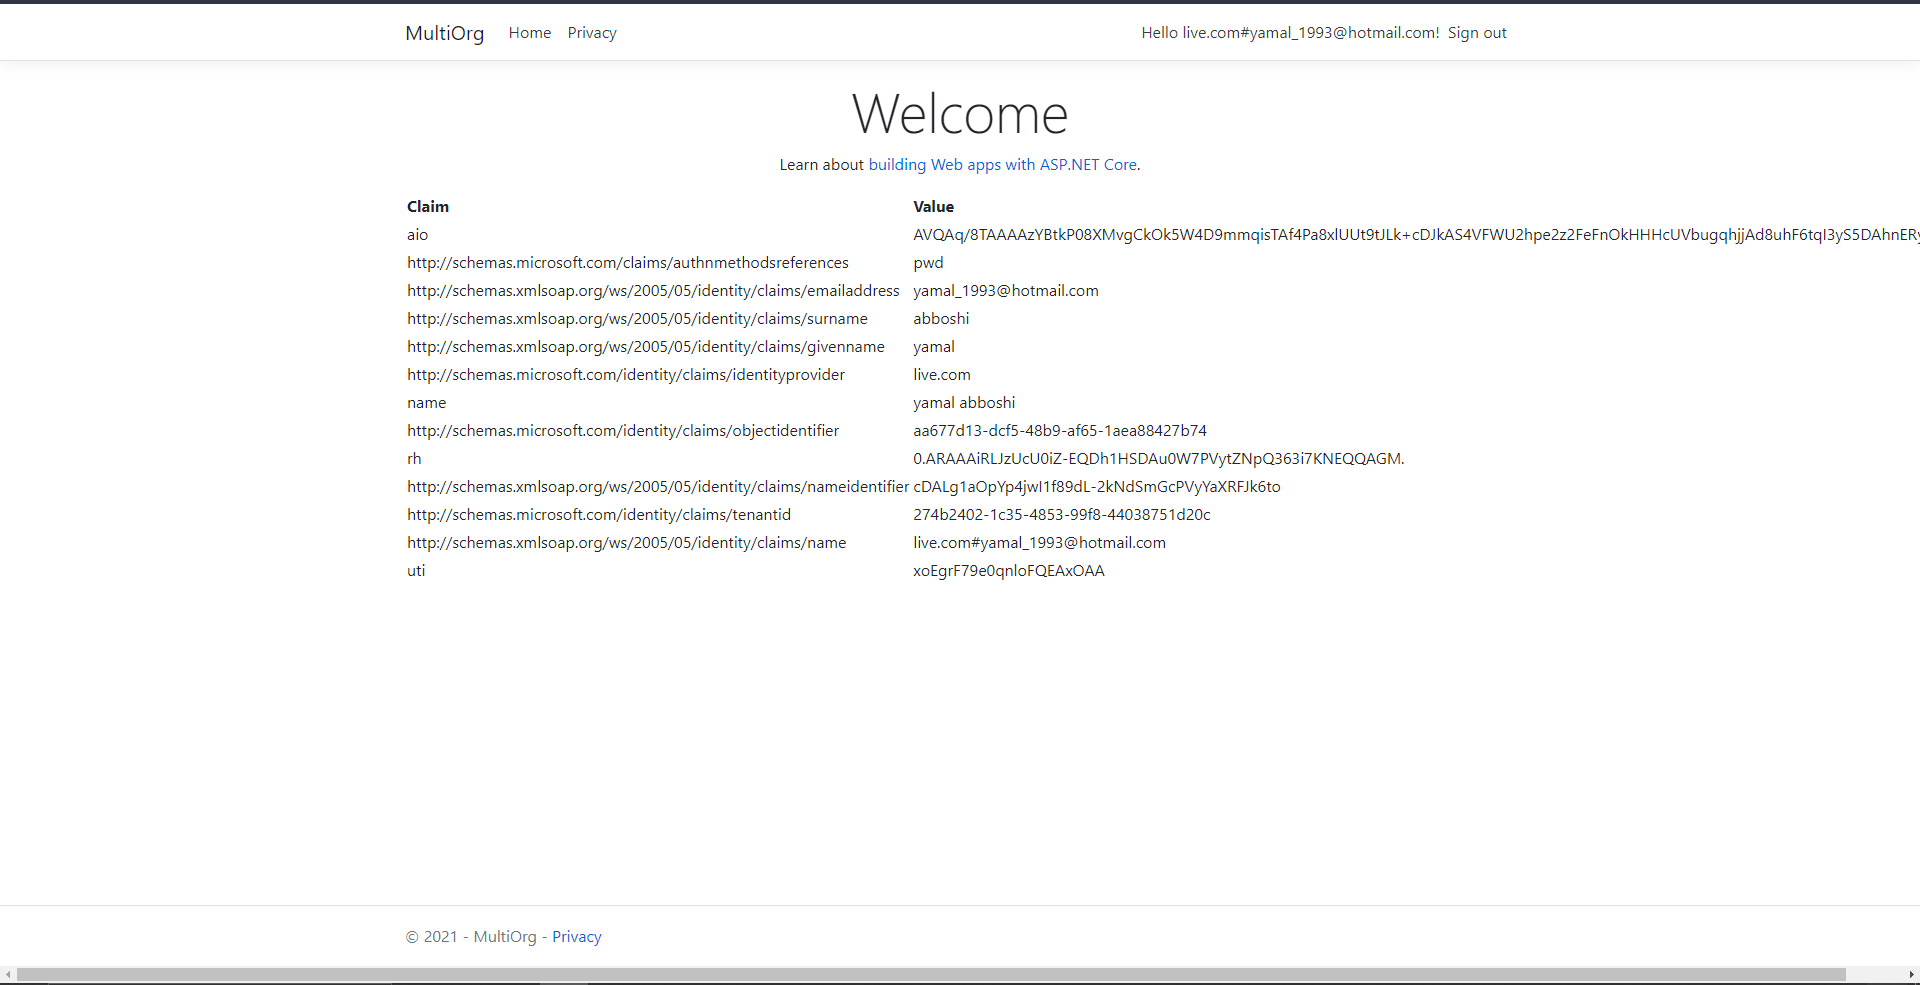 MultiOrg Home Privacy Hello live.com#yamal_1993@hotmail.com! Sign out
Welcome
Learn about building Web apps with ASP.NET Core.
Claim Value
aio AVQAq/8TAAAAzYBtkP08XMvgCkOk5W4D9mmqisTAf4Pa8xlUUt9tJLk+cDJkAS4VFWU2hpe2z2FeFnOkHHHcUVbugqhjjAd8uhF6tqI3yS5DAhnERy
http://schemas.microsoft.com/claims/authnmethodsreferences pwd
http://schemas.xmlsoap.org/ws/2005/05/identity/claims/emailaddress yamal_1993@hotmail.com
http://schemas.xmlsoap.org/ws/2005/05/identity/claims/surname abboshi
http://schemas.xmlsoap.org/ws/2005/05/identity/claims/givenname yamal
http://schemas.microsoft.com/identity/claims/identityprovider live.com
name yamal abboshi
http://schemas.microsoft.com/identity/claims/objectidentifier aa677d13-dcf5-48b9-af65-1aea88427b74
rh 0.ARAAAiRLJzUcU0iZ-EQDh1HSDAu0W7PVytZNpQ363i7KNEQQAGM.
http://schemas.xmlsoap.org/ws/2005/05/identity/claims/nameidentifier cDALg1aOpYp4jwI1f89dL-2kNdSmGcPVyYaXRFJk6to
http://schemas.microsoft.com/identity/claims/tenantid 274b2402-1c35-4853-99f8-44038751d20c
http://schemas.xmlsoap.org/ws/2005/05/identity/claims/name live.com#yamal_1993@hotmail.com
uti xoEgrF79e0qnloFQEAxOAA
© 2021 - MultiOrg - Privacy